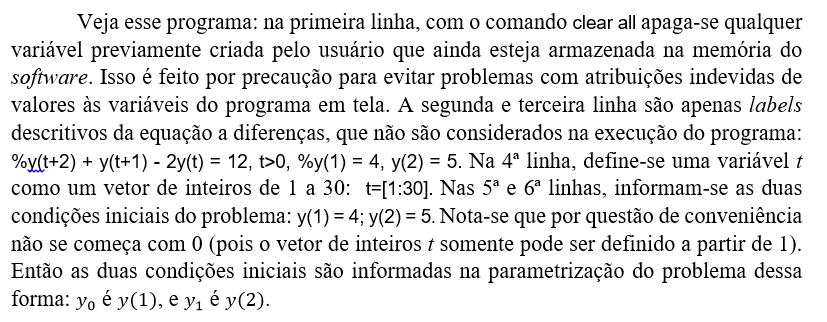 Veja esse programa: na primeira linha, com o comando clear all apaga-se qualquer
variável previamente criada pelo usuário que ainda esteja armazenada na memória do
software. Isso é feito por precaução para evitar problemas com atribuições indevidas de
valores às variáveis do programa em tela. A segunda e terceira linha são apenas labels
descritivos da equação a diferenças, que não são considerados na execução do programa:
%y(t+2) + y(t+1) - 2y(t) = 12, t>0, %y(1) = 4, y(2) = 5. Na 4ª linha, define-se uma variável t
como um vetor de inteiros de 1 a 30: t=[1:30]. Nas 5ª e 6ª linhas, informam-se as duas
condições iniciais do problema: y(1) = 4; y(2) = 5. Nota-se que por questão de conveniência
não se começa com 0 (pois o vetor de inteiros t somente pode ser definido a partir de 1).
Então as duas condições iniciais são informadas na parametrização do problema dessa
forma: y₀ é y(1), e y₁ é y(2).